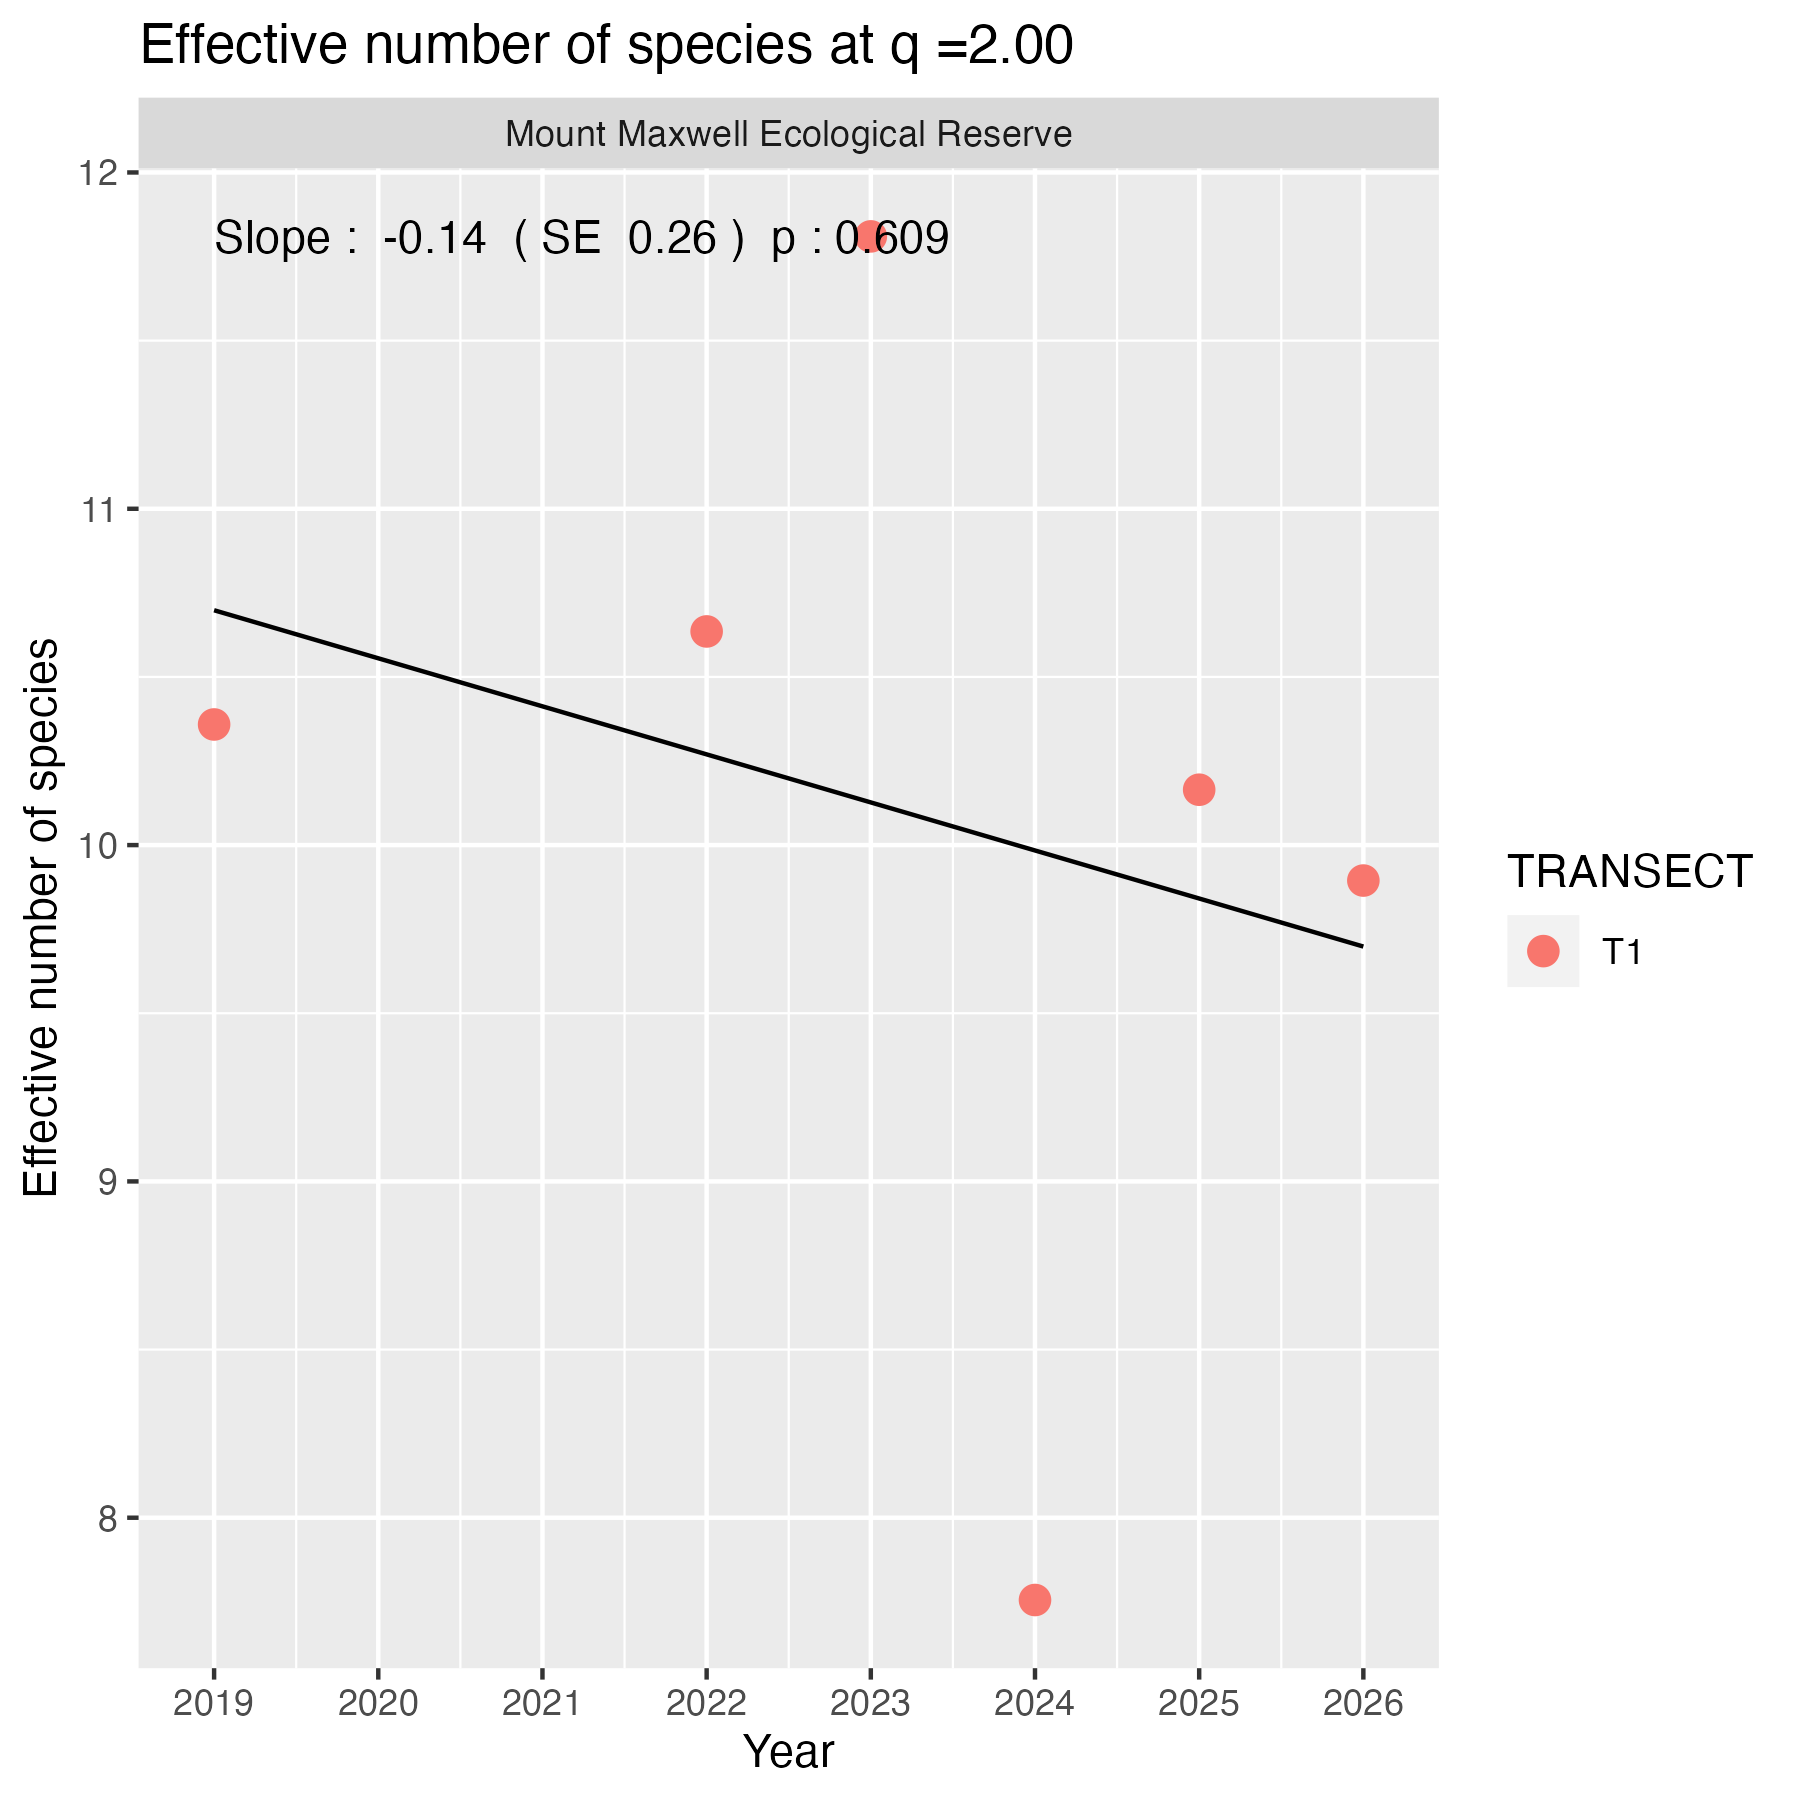 Effective number of species at q =2.00
Mount Maxwell Ecological Reserve
Slope :  -0.14  ( SE  0.26 )  p : 0.609
12
11
10
9
8
Effective number of species
2019 2020 2021 2022 2023 2024 2025 2026
Year
TRANSECT
T1